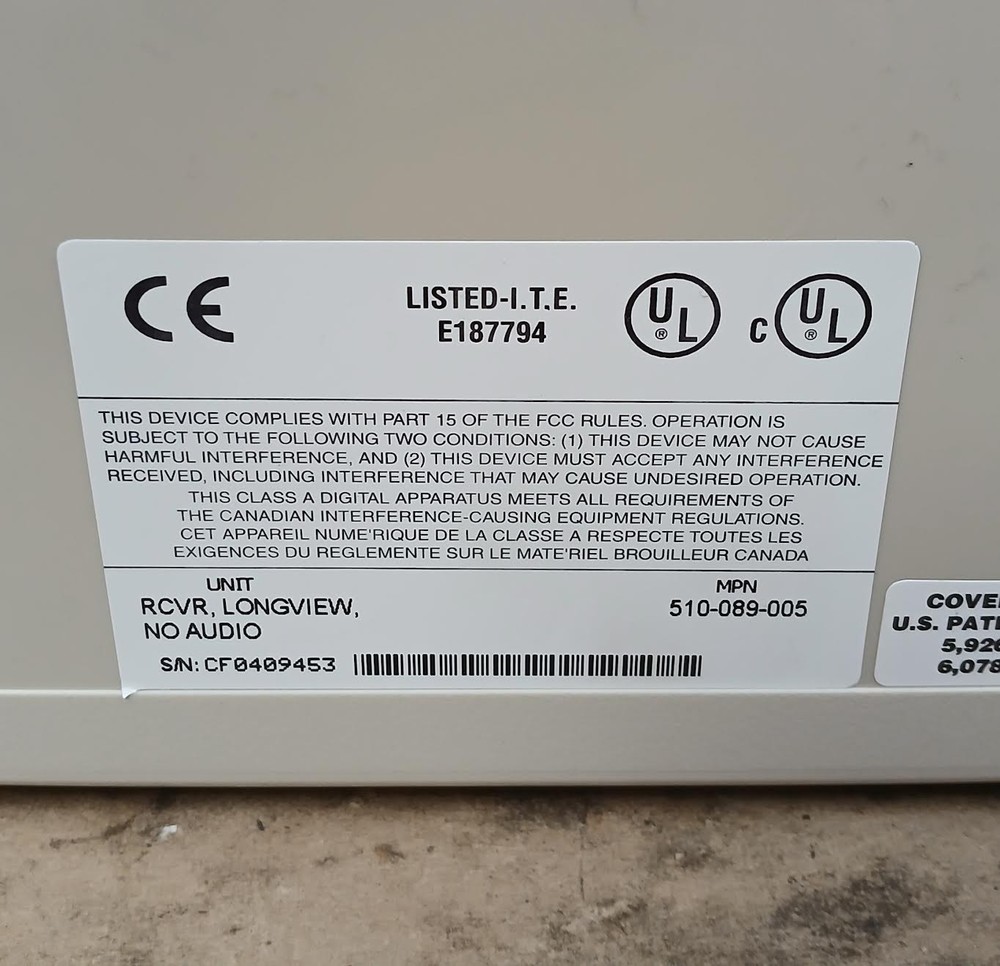 CE
LISTED-I.T.E.
E187794
UL ®
C UL ®
THIS DEVICE COMPLIES WITH PART 15 OF THE FCC RULES. OPERATION IS
SUBJECT TO THE FOLLOWING TWO CONDITIONS: (1) THIS DEVICE MAY NOT CAUSE
HARMFUL INTERFERENCE, AND (2) THIS DEVICE MUST ACCEPT ANY INTERFERENCE
RECEIVED, INCLUDING INTERFERENCE THAT MAY CAUSE UNDESIRED OPERATION.
THIS CLASS A DIGITAL APPARATUS MEETS ALL REQUIREMENTS OF
THE CANADIAN INTERFERENCE-CAUSING EQUIPMENT REGULATIONS.
CET APPAREIL NUME'RIQUE DE LA CLASSE A RESPECTE TOUTES LES
EXIGENCES DU REGLEMENTE SUR LE MATE'RIEL BROUILLEUR CANADA
UNIT
RCVR, LONGVIEW,
NO AUDIO
MPN
510-089-005
S/N: CF0409453
U.S.